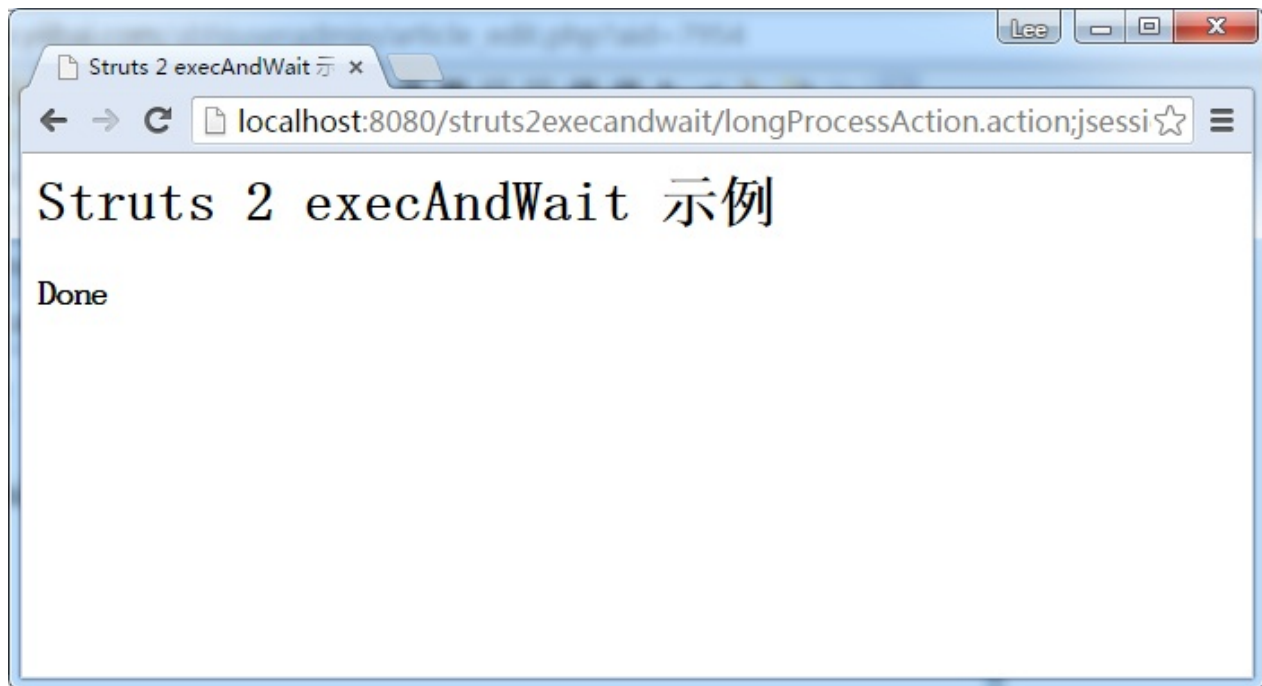 Lee
Struts 2 execAndWait 示
localhost:8080/struts2execandwait/longProcessAction.action;jsessi
Struts 2 execAndWait 示例
Done